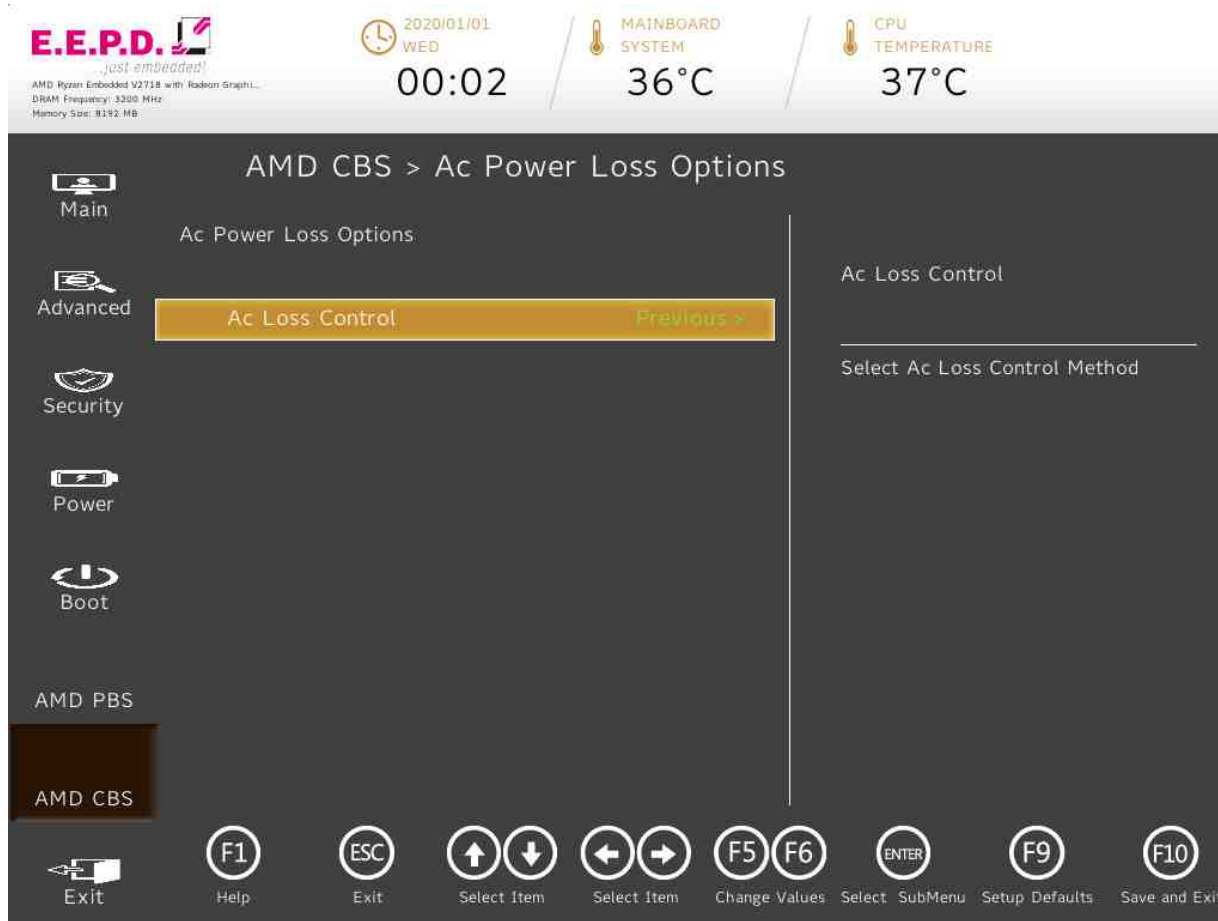 E.E.P.D.
...just embedded!
AMD Ryzen Embedded V2718 with Radeon Graphi...
DRAM Frequency: 3200 MHz
Memory Size: 8192 MB
2020/01/01
WED
00:02
MAINBOARD
SYSTEM
36°C
CPU
TEMPERATURE
37°C
AMD CBS > Ac Power Loss Options
Main
Advanced
Security
Power
Boot
AMD PBS
AMD CBS
Exit
Ac Power Loss Options
Ac Loss Control Previous >
Ac Loss Control
Select Ac Loss Control Method
F1
Help
ESC
Exit
Select Item
Select Item
F5 F6
Change Values
ENTER
Select SubMenu
F9
Setup Defaults
F10
Save and Exi